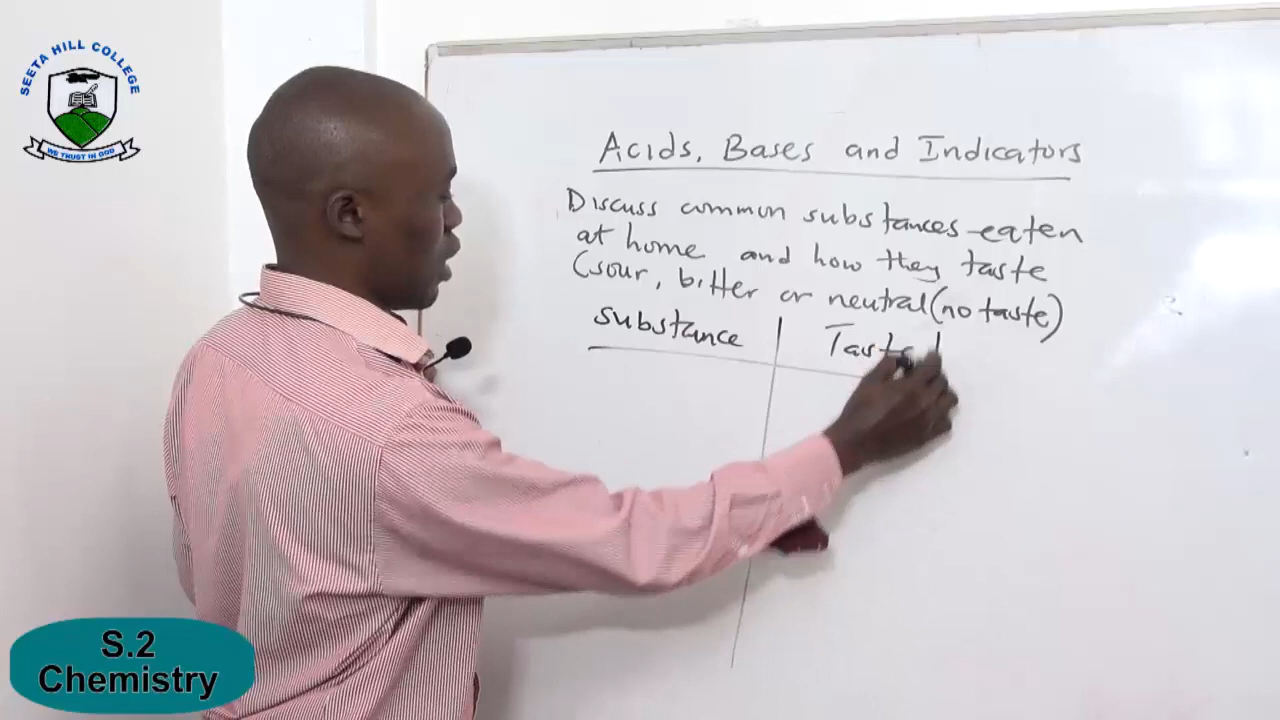 SEETA HILL COLLEGE
WE TRUST IN GOD
Acids, Bases and Indicators
Discuss common substances eaten
at home and how they taste
(sour, bitter or neutral (no taste)
substance Taste
S.2
Chemistry